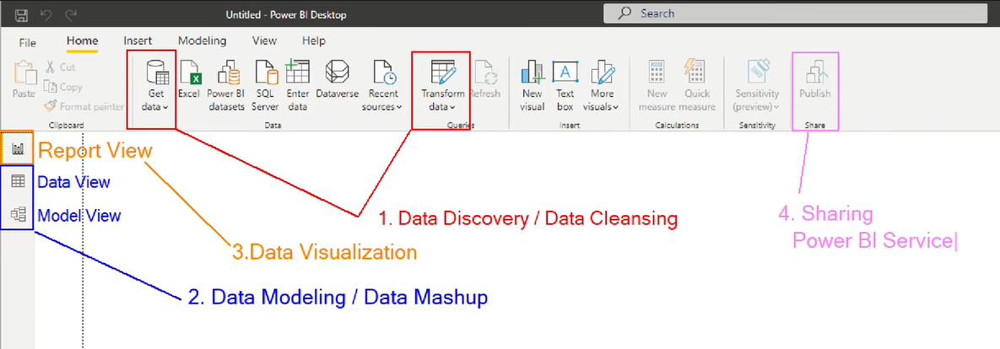 Untitled - Power BI Desktop
Search
File Home Insert Modeling View Help
Paste
Cut
Copy
Format painter
Clipboard
Get data
Excel
Power BI datasets
SQL Server
Enter data
Dataverse
Recent sources
Data
Transform data
Refresh
Queries
New visual
Text box
A
More visuals
Insert
New measure
Quick measure
Calculations
Sensitivity (preview)
Sensitivity
Publish
Share
Report View
Data View
Model View
1. Data Discovery / Data Cleansing
4. Sharing
Power BI Service|
3.Data Visualization
2. Data Modeling / Data Mashup